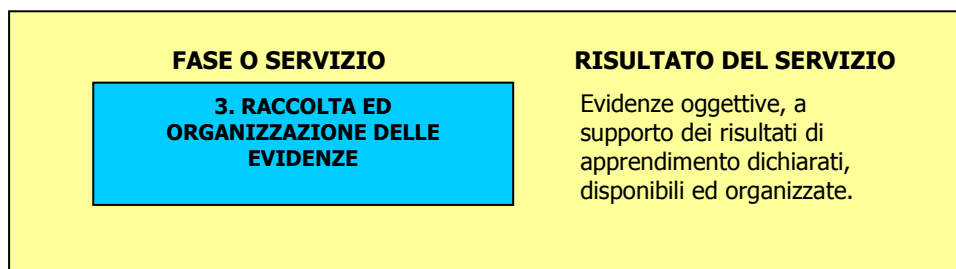 FASE O SERVIZIO
3. RACCOLTA ED
ORGANIZZAZIONE DELLE
EVIDENZE
RISULTATO DEL SERVIZIO
Evidenze oggettive, a
supporto dei risultati di
apprendimento dichiarati,
disponibili ed organizzate.